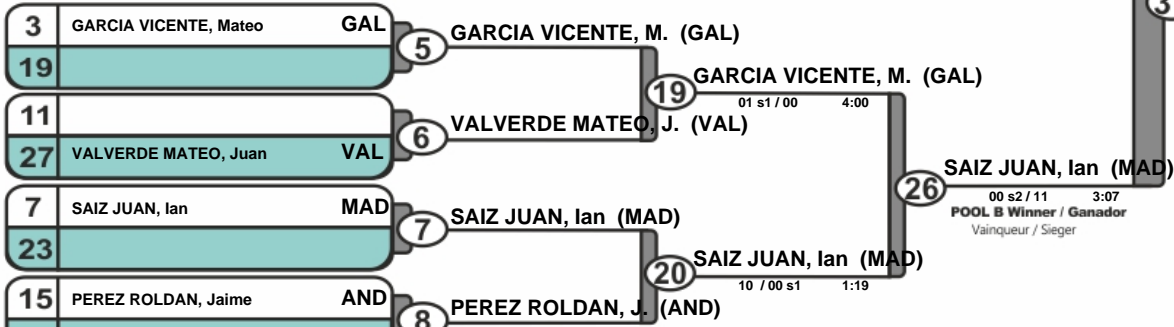 3 GARCIA VICENTE, Mateo GAL
19
5 GARCIA VICENTE, M. (GAL)
11
27 VALVERDE MATEO, Juan VAL
6 VALVERDE MATEO, J. (VAL)
19 GARCIA VICENTE, M. (GAL)
01 s1 / 00 4:00
7 SAIZ JUAN, Ian MAD
23
7 SAIZ JUAN, Ian (MAD)
15 PEREZ ROLDAN, Jaime AND
8 PEREZ ROLDAN, J. (AND)
20 SAIZ JUAN, Ian (MAD)
10 / 00 s1 1:19
26 SAIZ JUAN, Ian (MAD)
00 s2 / 11 3:07
POOL B Winner / Ganador
Vainqueur / Sieger